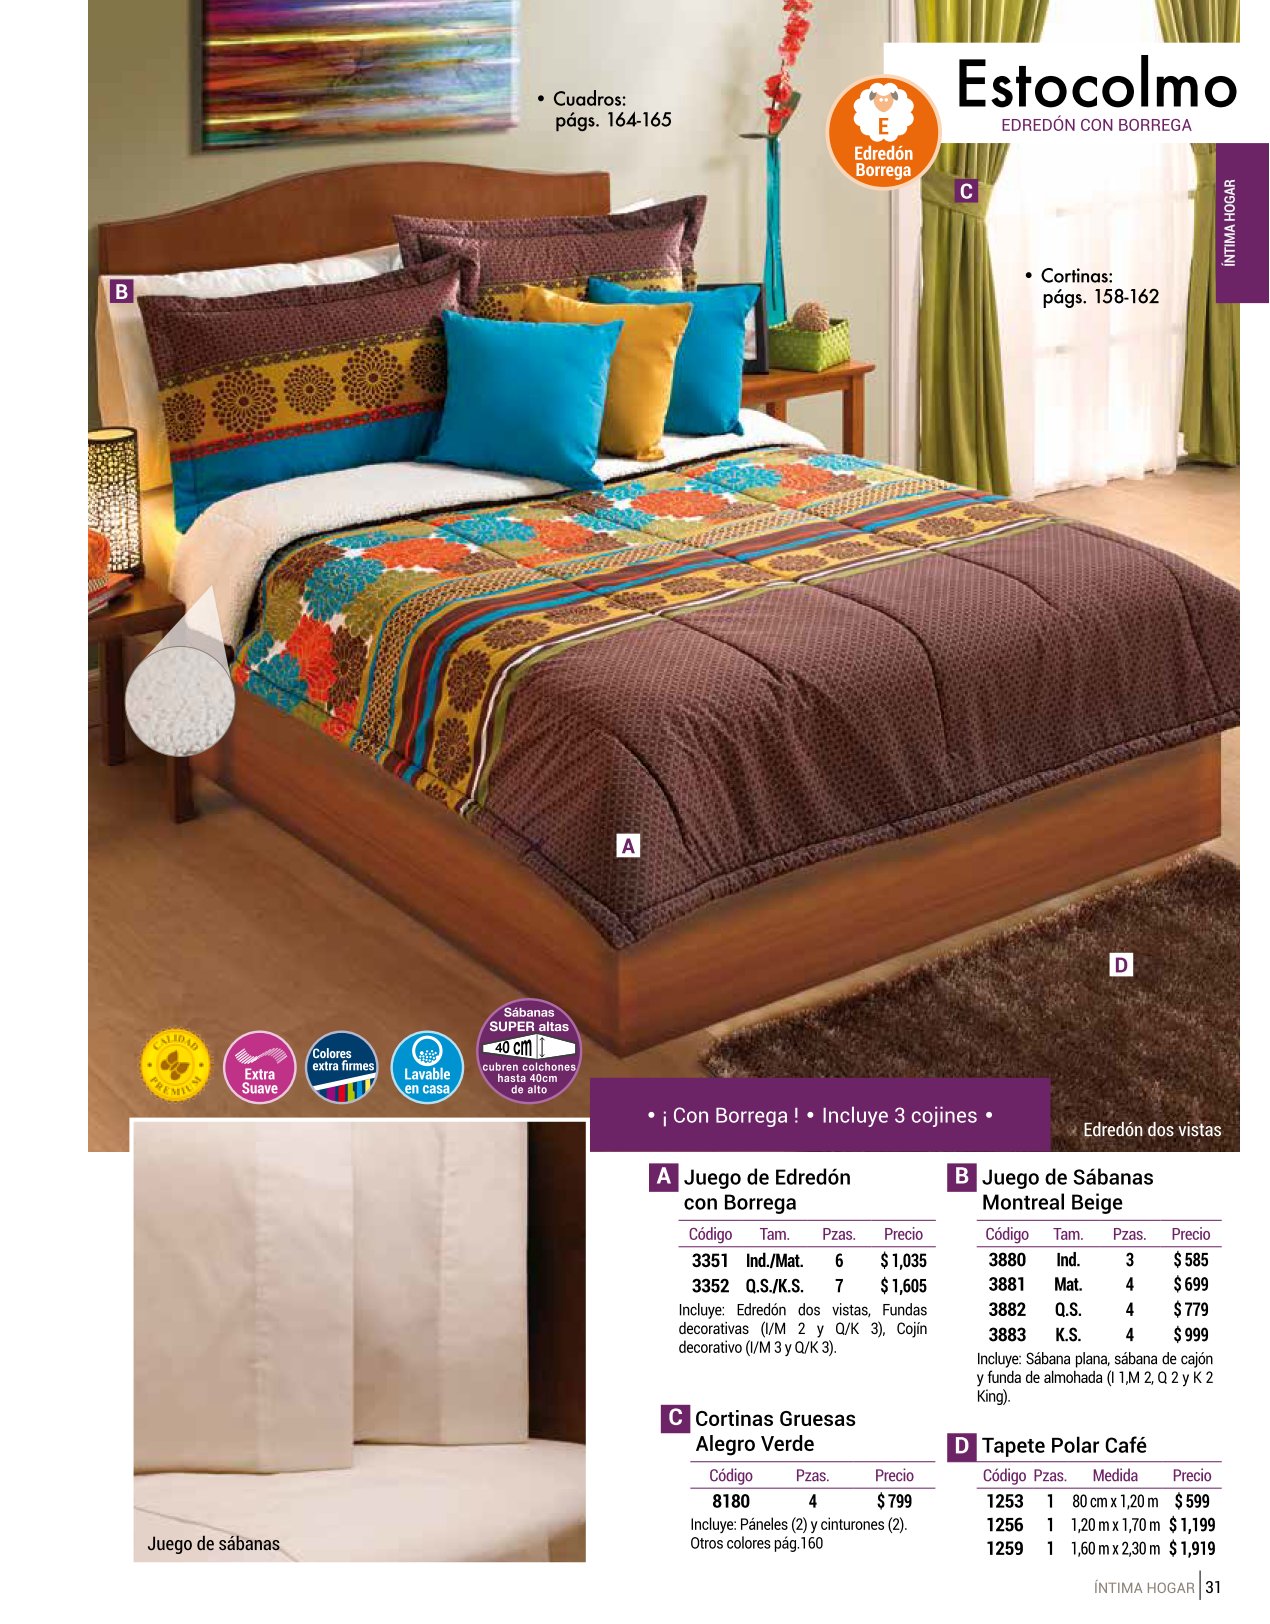 Estocolmo
EDREDÓN CON BORREGA
• Cuadros:
págs. 164-165
E
Edredón
Borrega
C
ÍNTIMA HOGAR
• Cortinas:
págs. 158-162
B
A
D
CALIDAD
PREMIUM
Extra
Suave
Colores
extra firmes
Lavable
en casa
Sábanas
SUPER altas
40 cm
cubren colchones
hasta 40cm
de alto
• ¡ Con Borrega ! • Incluye 3 cojines •
Edredón dos vistas
Juego de sábanas
A Juego de Edredón
con Borrega
Código Tam. Pzas. Precio
3351 Ind./Mat. 6 $ 1,035
3352 Q.S./K.S. 7 $ 1,605
Incluye: Edredón dos vistas, Fundas
decorativas (I/M 2 y Q/K 3), Cojín
decorativo (I/M 3 y Q/K 3).
B Juego de Sábanas
Montreal Beige
Código Tam. Pzas. Precio
3880 Ind. 3 $ 585
3881 Mat. 4 $ 699
3882 Q.S. 4 $ 779
3883 K.S. 4 $ 999
Incluye: Sábana plana, sábana de cajón
y funda de almohada (I 1,M 2, Q 2 y K 2
King).
C Cortinas Gruesas
Alegro Verde
Código Pzas. Precio
8180 4 $ 799
Incluye: Páneles (2) y cinturones (2).
Otros colores pág.160
D Tapete Polar Café
Código Pzas. Medida Precio
1253 1 80 cm x 1,20 m $ 599
1256 1 1,20 m x 1,70 m $ 1,199
1259 1 1,60 m x 2,30 m $ 1,919
ÍNTIMA HOGAR 31